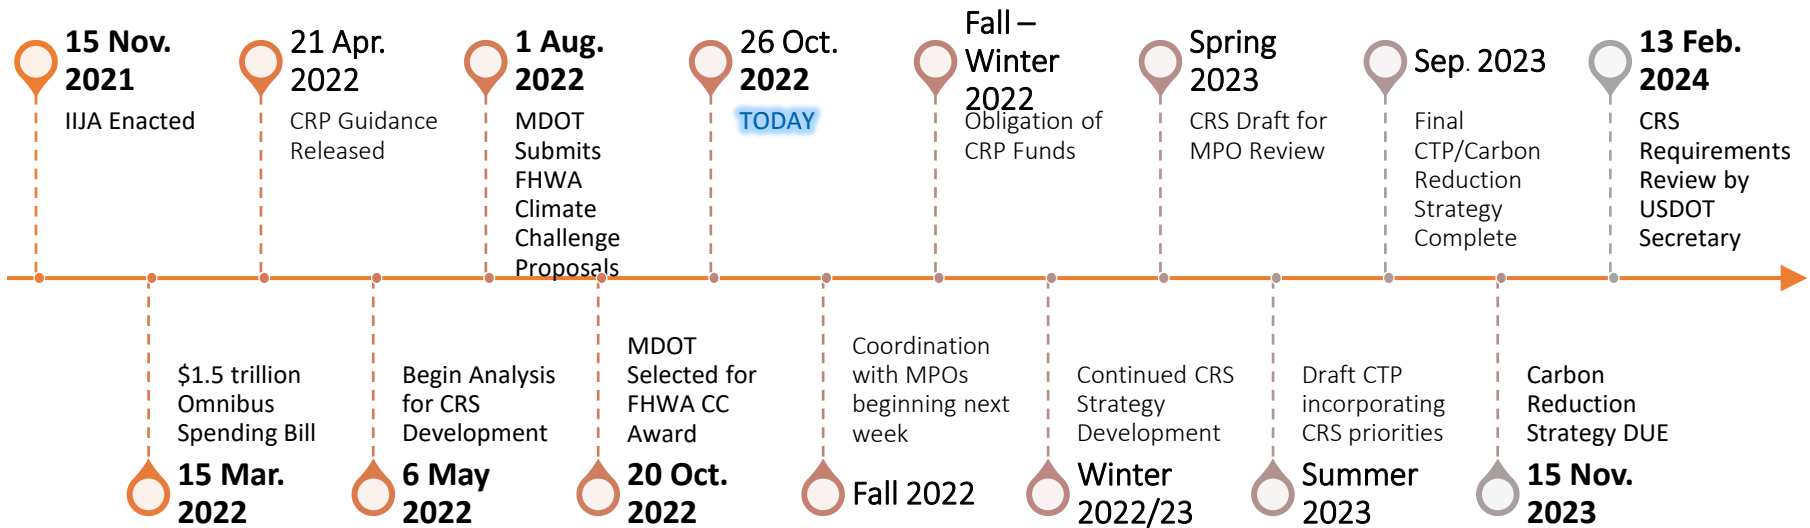 15 Nov.
2021
IIJA Enacted
21 Apr.
2022
CRP Guidance
Released
1 Aug.
2022
MDOT
Submits
FHWA
Climate
Challenge
Proposals
26 Oct.
2022
TODAY
Fall –
Winter
2022
Obligation of
CRP Funds
Spring
2023
CRS Draft for
MPO Review
Sep. 2023
Final
CTP/Carbon
Reduction
Strategy
Complete
13 Feb.
2024
CRS
Requirements
Review by
USDOT
Secretary
$1.5 trillion
Omnibus
Spending Bill
15 Mar.
2022
Begin Analysis
for CRS
Development
6 May
2022
MDOT
Selected for
FHWA CC
Award
20 Oct.
2022
Coordination
with MPOs
beginning next
week
Fall 2022
Continued CRS
Strategy
Development
Winter
2022/23
Draft CTP
incorporating
CRS priorities
Summer
2023
Carbon
Reduction
Strategy DUE
15 Nov.
2023